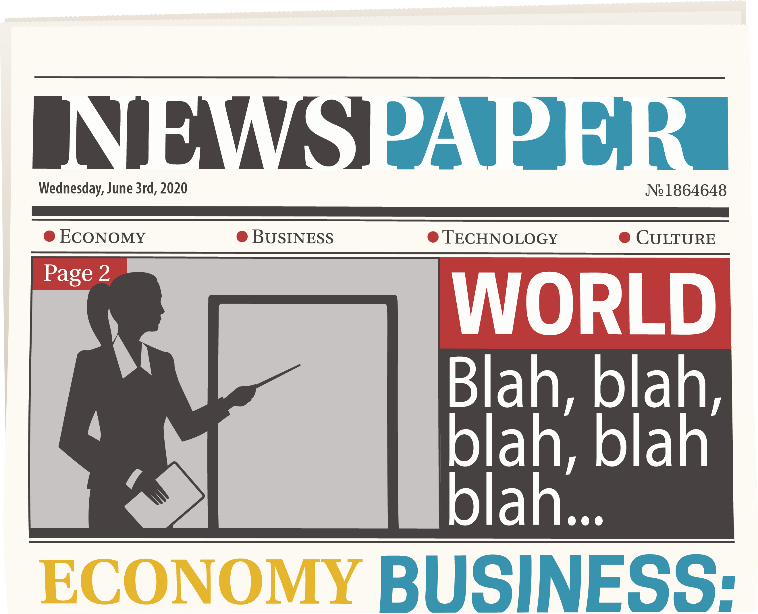 NEWSPAPER
Wednesday, June 3rd, 2020 №1864648
Economy Business Technology Culture
Page 2
WORLD
Blah, blah,
blah, blah
blah...
ECONOMY BUSINESS: